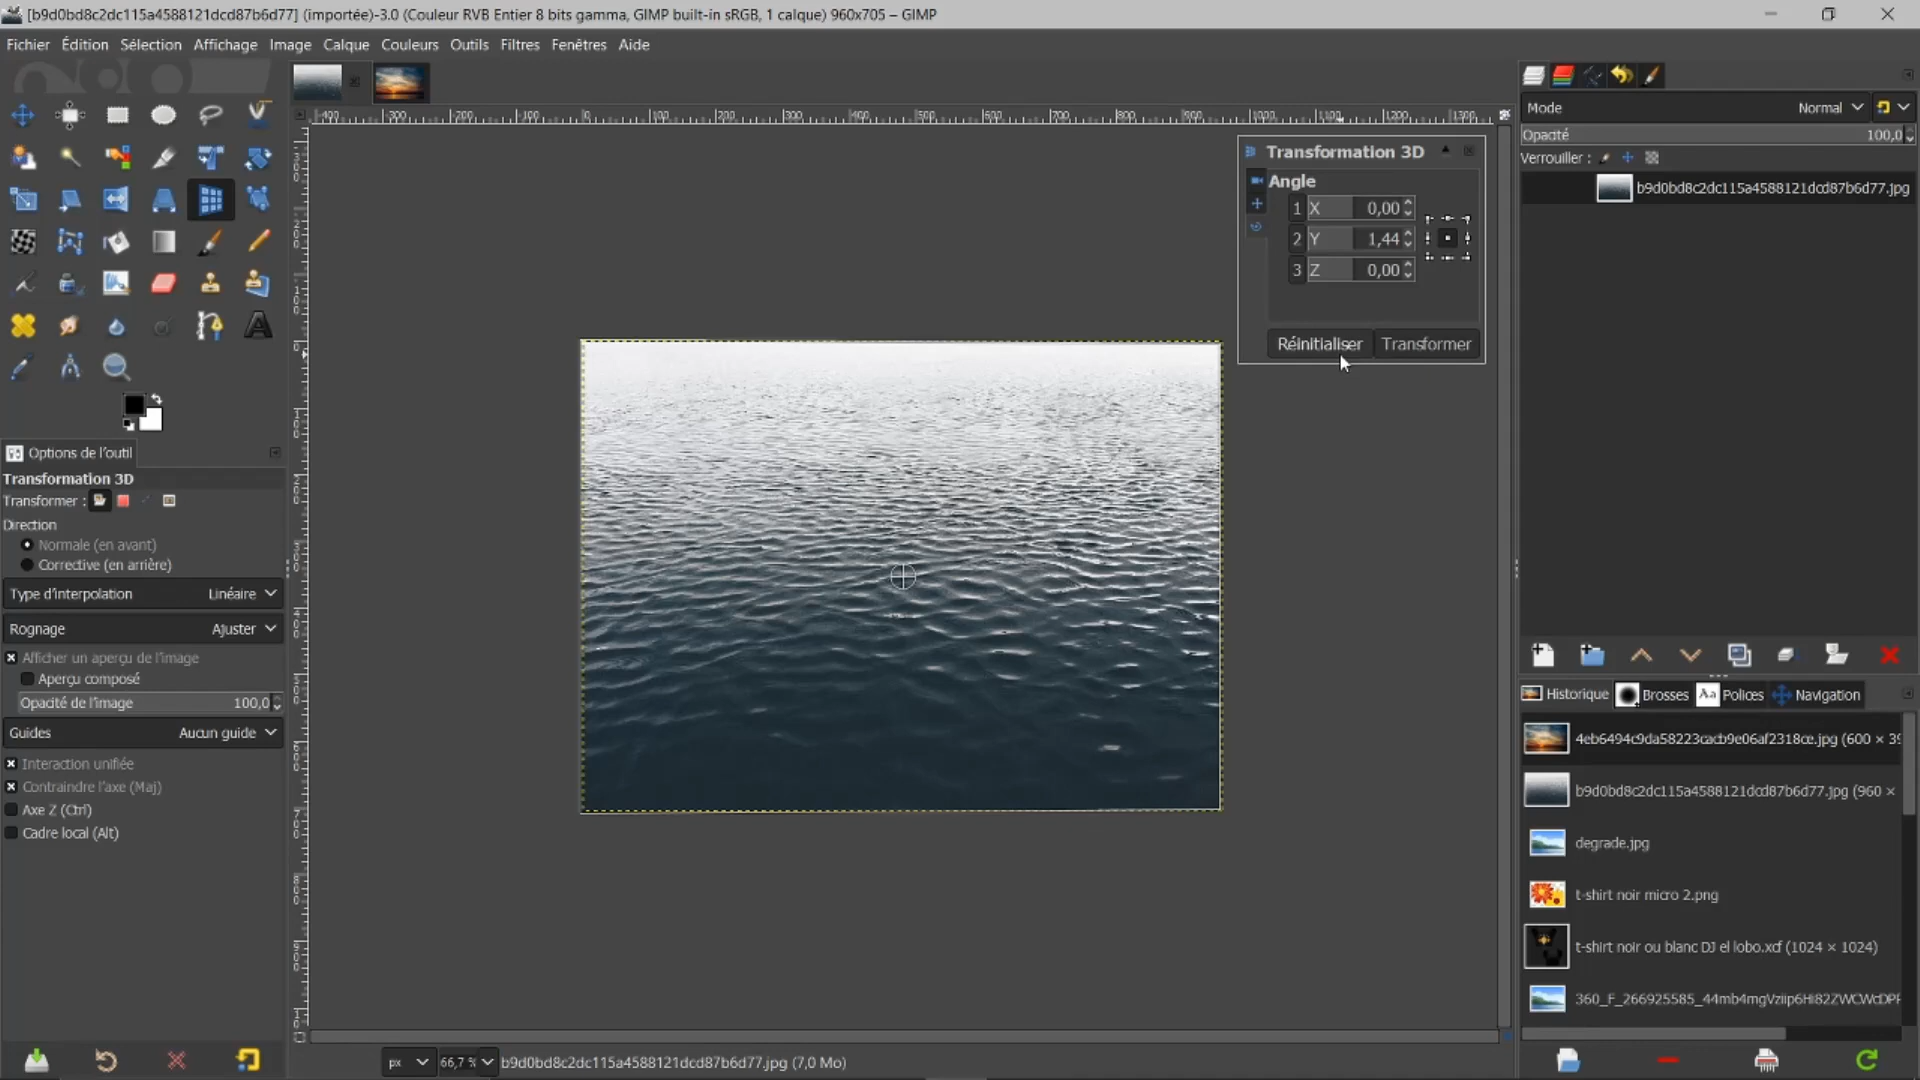 [b9d0bd8c2dc115a4588121dcd87b6d77] (importée)-3.0 (Couleur RVB Entier 8 bits gamma, GIMP built-in sRGB, 1 calque) 960x705 – GIMP
Fichier Édition Sélection Affichage Image Calque Couleurs Outils Filtres Fenêtres Aide
Mode Normal
Opacité 100,0
Verrouiller :
b9d0bd8c2dc115a4588121dcd87b6d77.jpg
Transformation 3D
Angle
1 X 0,00
2 Y 1,44
3 Z 0,00
Réinitialiser Transformer
Options de l'outil
Transformation 3D
Transformer :
Direction
Normale (en avant)
Corrective (en arrière)
Type d'interpolation Linéaire
Rognage Ajuster
Afficher un aperçu de l'image
Aperçu composé
Opacité de l'image 100,0
Guides Aucun guide
Interaction unifiée
Contraindre l'axe (Maj)
Axe Z (Ctrl)
Cadre local (Alt)
Historique Brosses Aa Polices Navigation
4eb6494c9da58223cacb9e06af2318ce.jpg (600 × 39
b9d0bd8c2dc115a4588121dcd87b6d77.jpg (960 ×
degrade.jpg
t-shirt noir micro 2.png
t-shirt noir ou blanc DJ el lobo.xcf (1024 × 1024)
px 66,7 % b9d0bd8c2dc115a4588121dcd87b6d77.jpg (7,0 Mo)